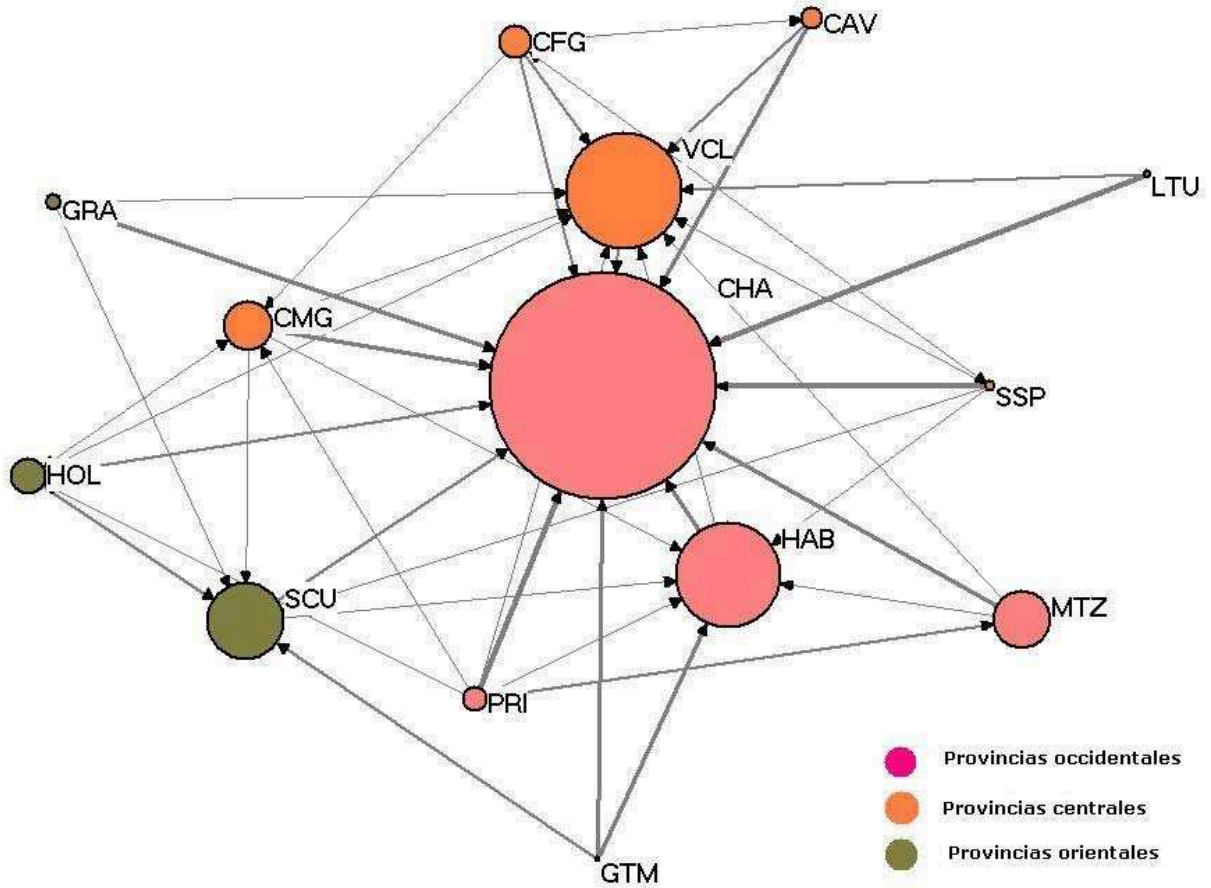 CFG
CAV
VCL
LTU
GRA
CHA
CMG
SSP
HOL
HAB
SCU
MTZ
PRI
Provincias occidentales
Provincias centrales
Provincias orientales
GTM